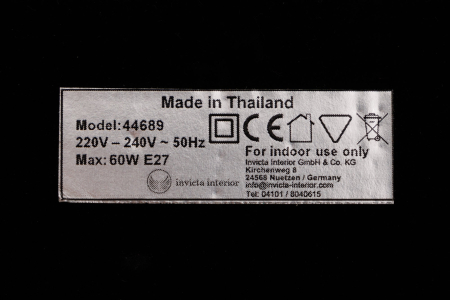 Made in Thailand
Model: 44689
220V – 240V ~ 50Hz
Max: 60W E27
invicta interior
CE
For indoor use only
Invicta Interior GmbH & Co. KG
Kirchenweg 8
24568 Nuetzen / Germany
info@invicta-interior.com
Tel: 04101 / 8040615